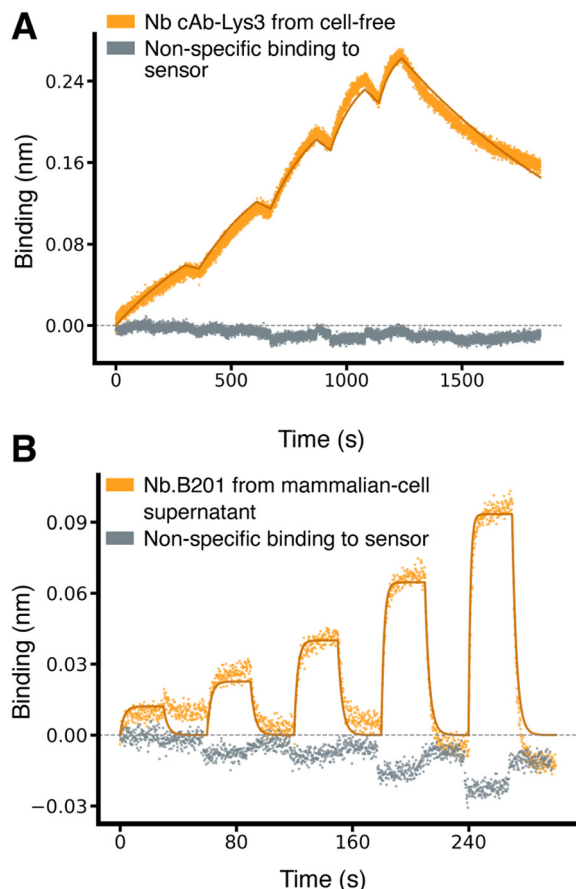 A
Nb cAb-Lys3 from cell-free
Non-specific binding to
sensor
Binding (nm)
0.24
0.16
0.08
0.00
0
500
1000
1500
Time (s)
B
Nb.B201 from mammalian-cell
supernatant
Non-specific binding to sensor
Binding (nm)
0.09
0.06
0.03
0.00
−0.03
0
80
160
240
Time (s)